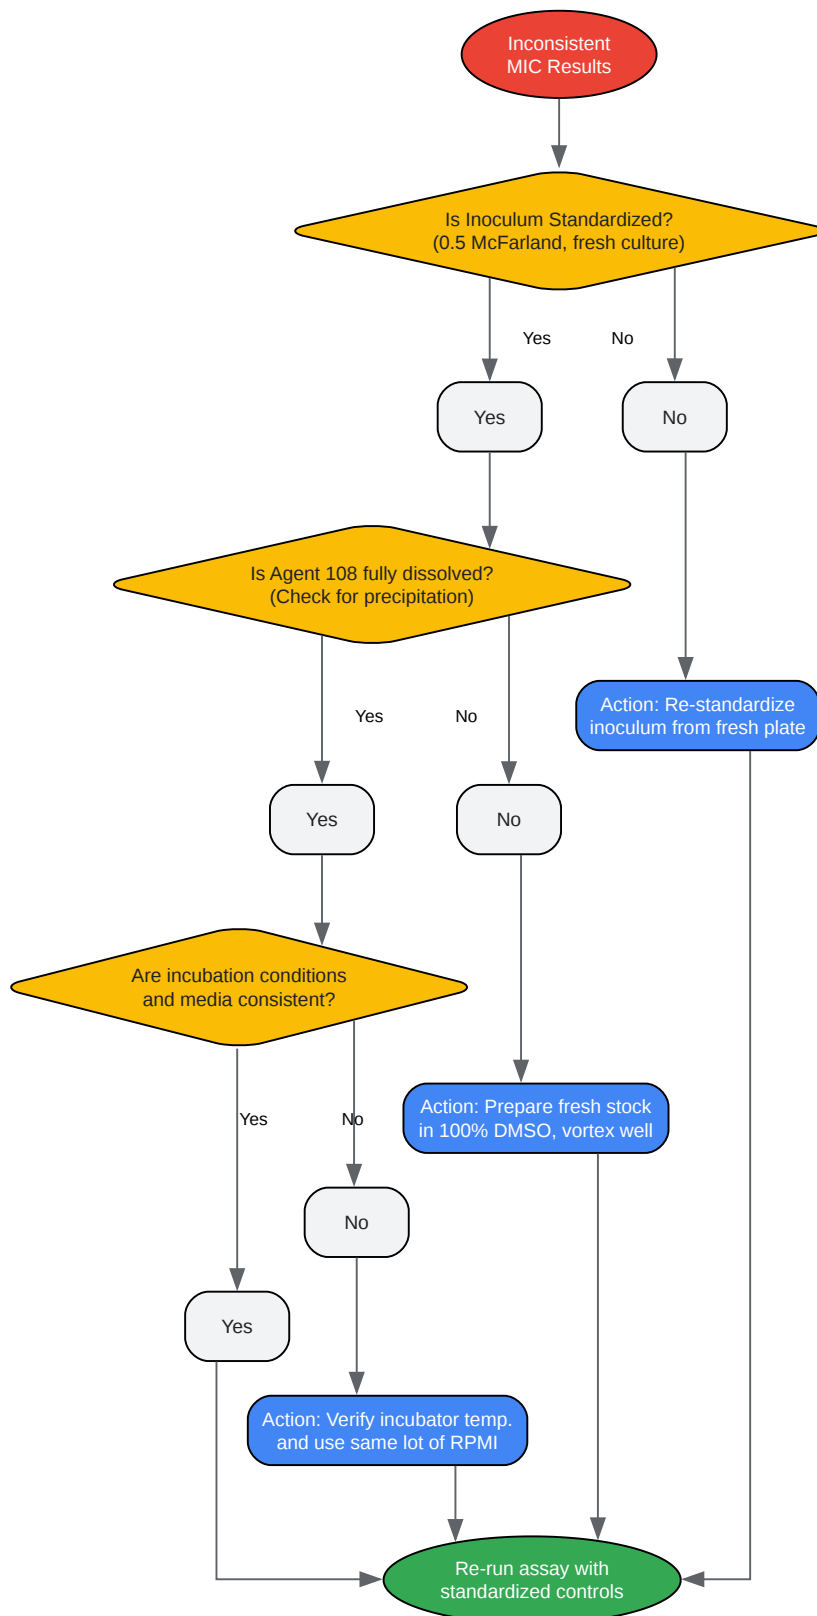 Inconsistent
MIC Results
Is Inoculum Standardized?
(0.5 McFarland, fresh culture)
Yes
No
Yes
No
Is Agent 108 fully dissolved?
(Check for precipitation)
Action: Re-standardize
inoculum from fresh plate
Yes
No
Yes
No
Are incubation conditions
and media consistent?
Action: Prepare fresh stock
in 100% DMSO, vortex well
Yes
No
No
Yes
Action: Verify incubator temp.
and use same lot of RPMI
Re-run assay with
standardized controls